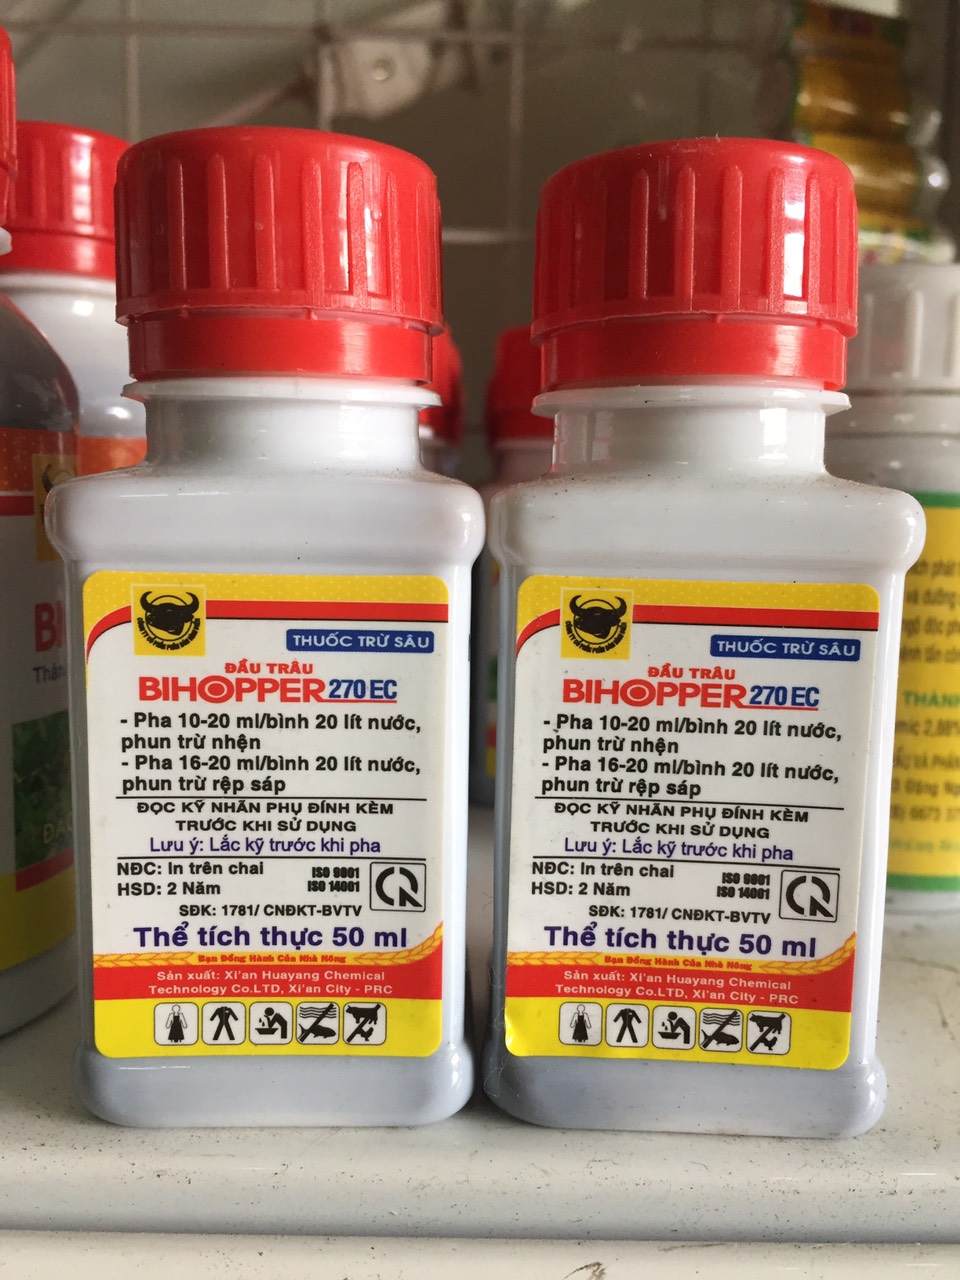 THUỐC TRỪ SÂU
ĐẦU TRÂU
BIHOPPER 270 EC
- Pha 10-20 ml/bình 20 lít nước,
phun trừ nhện
- Pha 16-20 ml/bình 20 lít nước,
phun trừ rệp sáp
ĐỌC KỸ NHÃN PHỤ ĐÍNH KÈM
TRƯỚC KHI SỬ DỤNG
Lưu ý: Lắc kỹ trước khi pha
NĐC: In trên chai
HSD: 2 Năm
ISO 9001
ISO 14001
SĐK: 1781/ CNĐKT-BVTV
Thể tích thực 50 ml
Bạn Đồng Hành Của Nhà Nông
Sản xuất: Xi'an Huayang Chemical
Technology Co.LTD, Xi'an City - PRC
THUỐC TRỪ SÂU
ĐẦU TRÂU
BIHOPPER 270 EC
- Pha 10-20 ml/bình 20 lít nước,
phun trừ nhện
- Pha 16-20 ml/bình 20 lít nước,
phun trừ rệp sáp
ĐỌC KỸ NHÃN PHỤ ĐÍNH KÈM
TRƯỚC KHI SỬ DỤNG
Lưu ý: Lắc kỹ trước khi pha
NĐC: In trên chai
HSD: 2 Năm
ISO 9001
ISO 14001
SĐK: 1781/ CNĐKT-BVTV
Thể tích thực 50 ml
Bạn Đồng Hành Của Nhà Nông
Sản xuất: Xi'an Huayang Chemical
Technology Co.LTD, Xi'an City - PRC